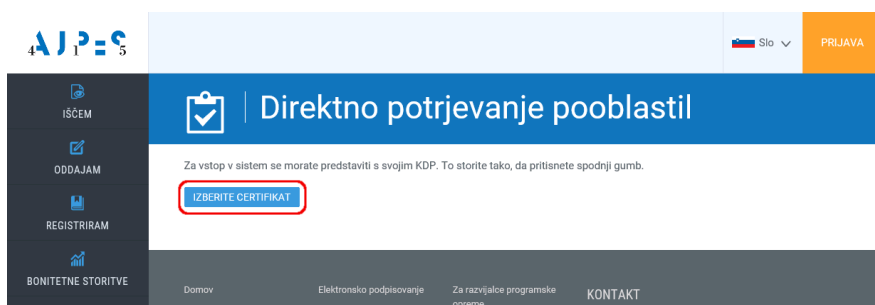 AJPES
Slo
PRIJAVA
IŠČEM
ODDAJAM
REGISTRIRAM
BONITETNE STORITVE
Direktno potrjevanje pooblastil
Za vstop v sistem se morate predstaviti s svojim KDP. To storite tako, da pritisnete spodnji gumb.
IZBERITE CERTIFIKAT
Domov
Elektronsko podpisovanje
Za razvijalce programske
opreme
KONTAKT